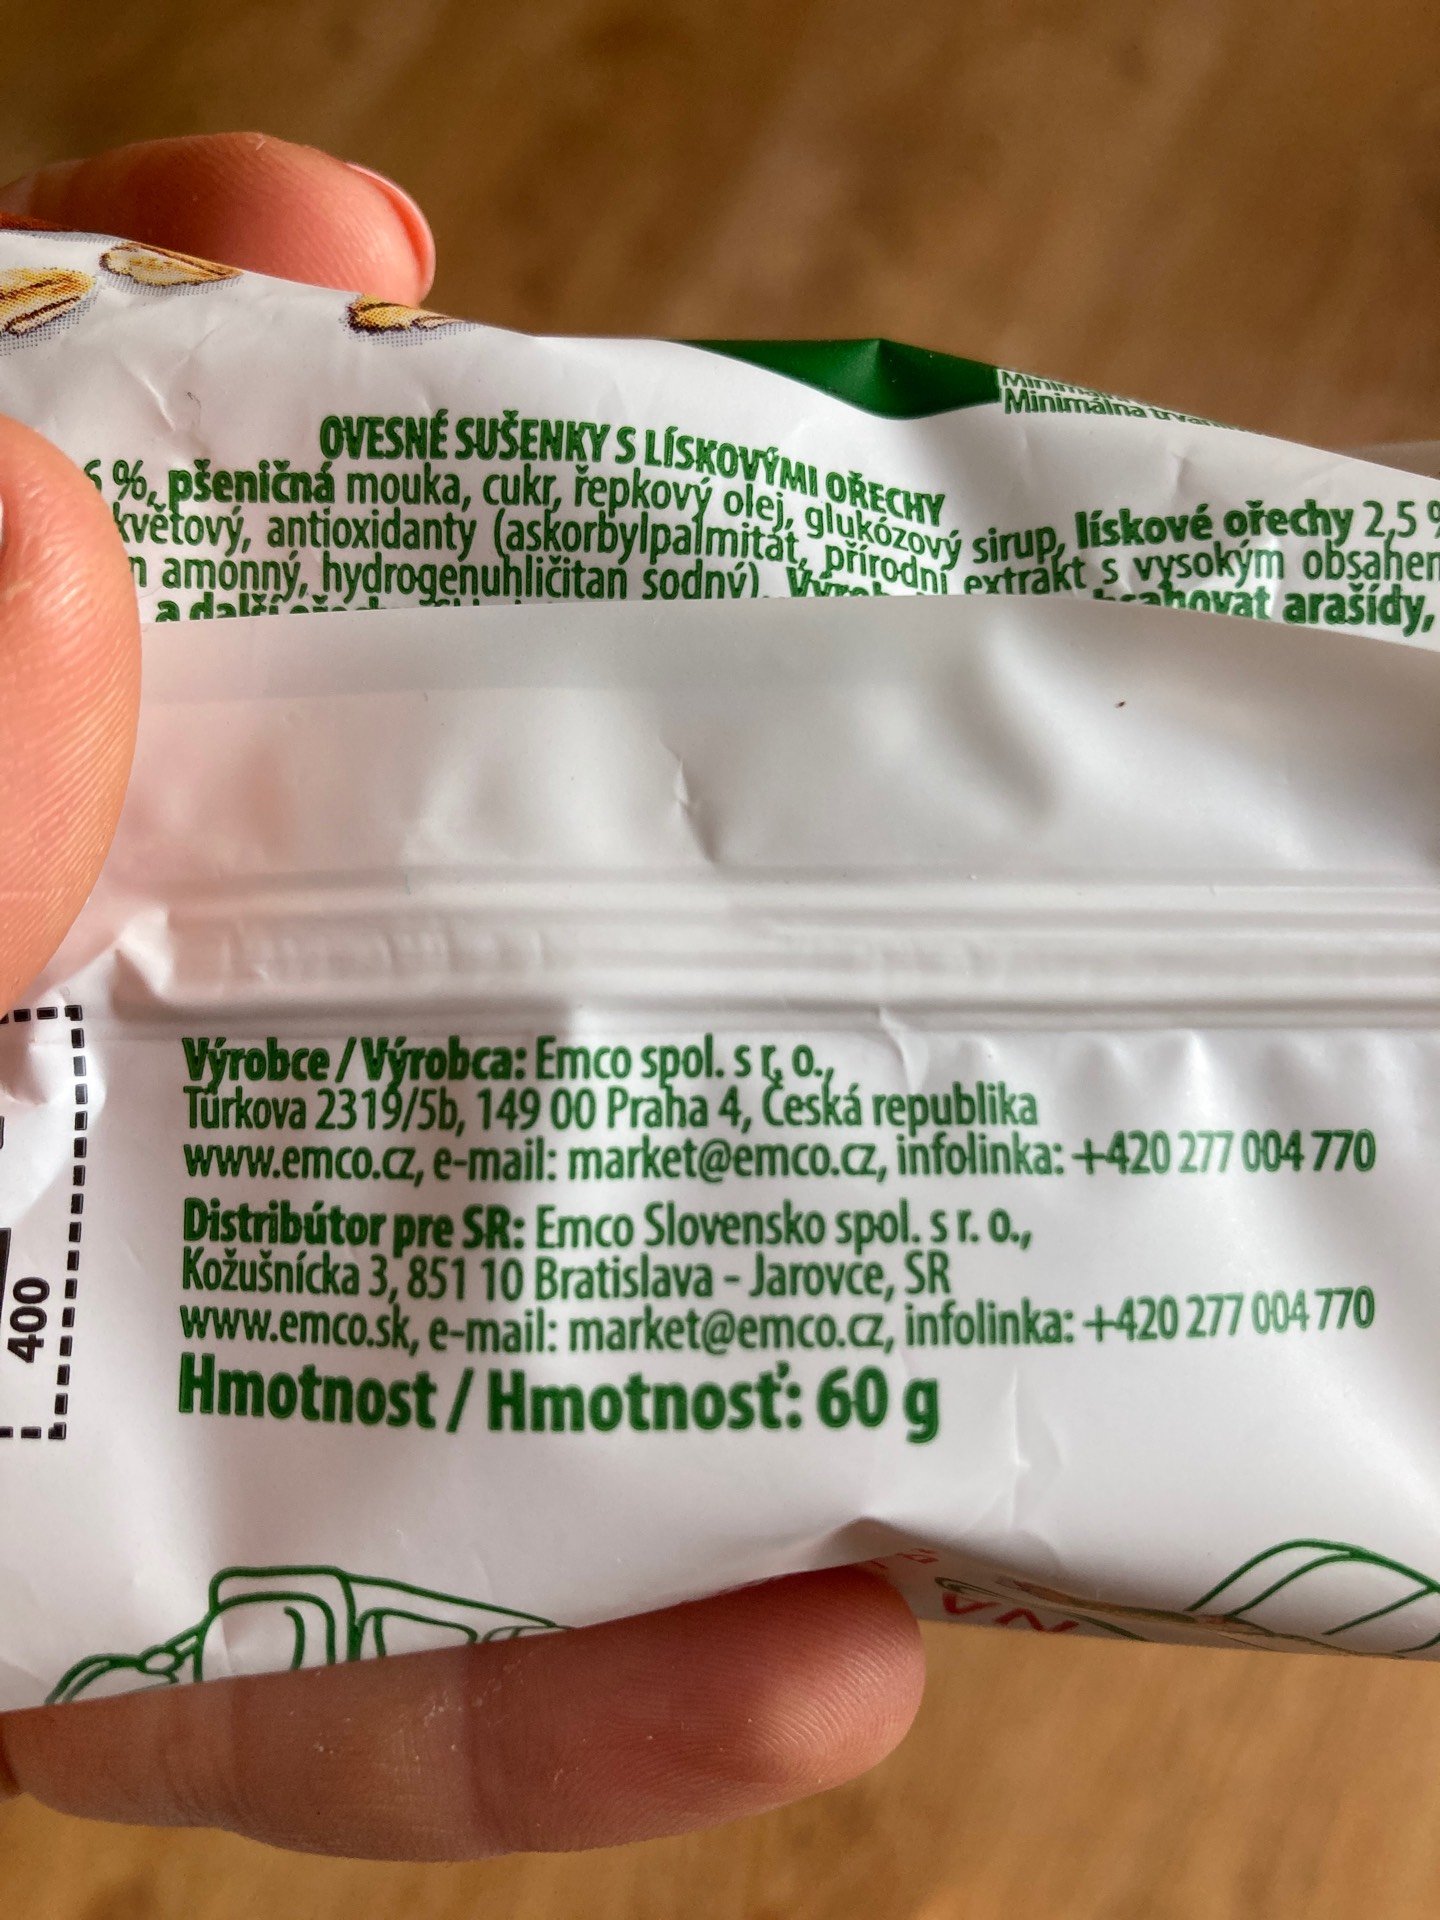 Minimálna
OVESNÉ SUŠENKY S LÍSKOVÝMI OŘECHY
%, pšeničná mouka, cukr, řepkový olej, glukózový sirup, lískové ořechy 2,5 %
květový, antioxidanty (askorbylpalmitát, přírodní extrakt s vysokým obsahem
amonný, hydrogenuhličitan sodný). arašídy,
a další
Výrobce / Výrobca: Emco spol. s r. o.,
Türkova 2319/5b, 149 00 Praha 4, Česká republika
www.emco.cz, e-mail: market@emco.cz, infolinka: +420 277 004 770
Distribútor pre SR: Emco Slovensko spol. s r. o.,
Kožušnícka 3, 851 10 Bratislava - Jarovce, SR
www.emco.sk, e-mail: market@emco.cz, infolinka: +420 277 004 770
Hmotnost / Hmotnosť: 60 g
400